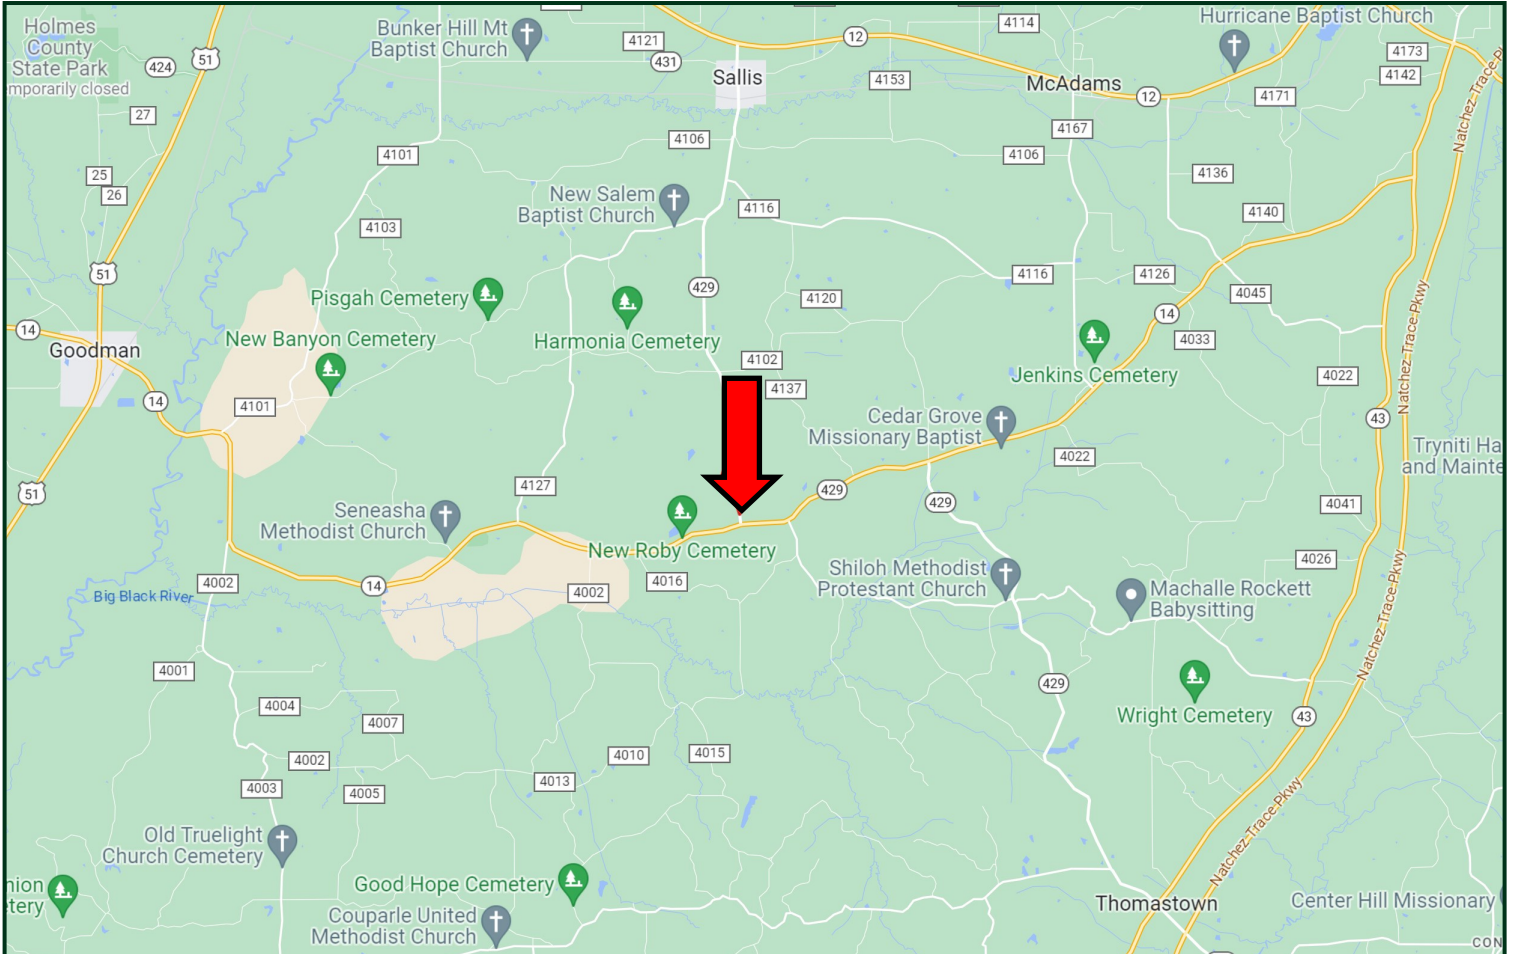 Holmes
County
State Park
mporarily closed
51
424
27
25
26
Bunker Hill Mt
Baptist Church
4121
431
12
4114
Hurricane Baptist Church
4173
4142
Sallis
4153
McAdams
12
4171
Natchez-Trace-P
4101
4106
4167
4106
4136
New Salem
Baptist Church
4116
4140
4103
51
Pisgah Cemetery
429
4116
4126
4045
4120
14
14
Goodman
New Banyon Cemetery
Harmonia Cemetery
4033
Natchez-Trace-Pkwy
4102
4137
Jenkins Cemetery
4022
14
4101
Cedar Grove
Missionary Baptist
43
4022
Tryniti Ha
and Mainte
51
4127
429
429
4041
Seneasha
Methodist Church
New Roby Cemetery
4026
4002
Big Black River
14
4002
4016
Shiloh Methodist
Protestant Church
Machalle Rockett
Babysitting
Natchez-Trace-Pkwy
4001
429
4004
4007
Wright Cemetery
43
4002
4010
4015
4003
4005
4013
Natchez-Trace-Pkwy
Old Truelight
Church Cemetery
nion
etery
Good Hope Cemetery
Couparle United
Methodist Church
Thomastown
Center Hill Missionary
CON